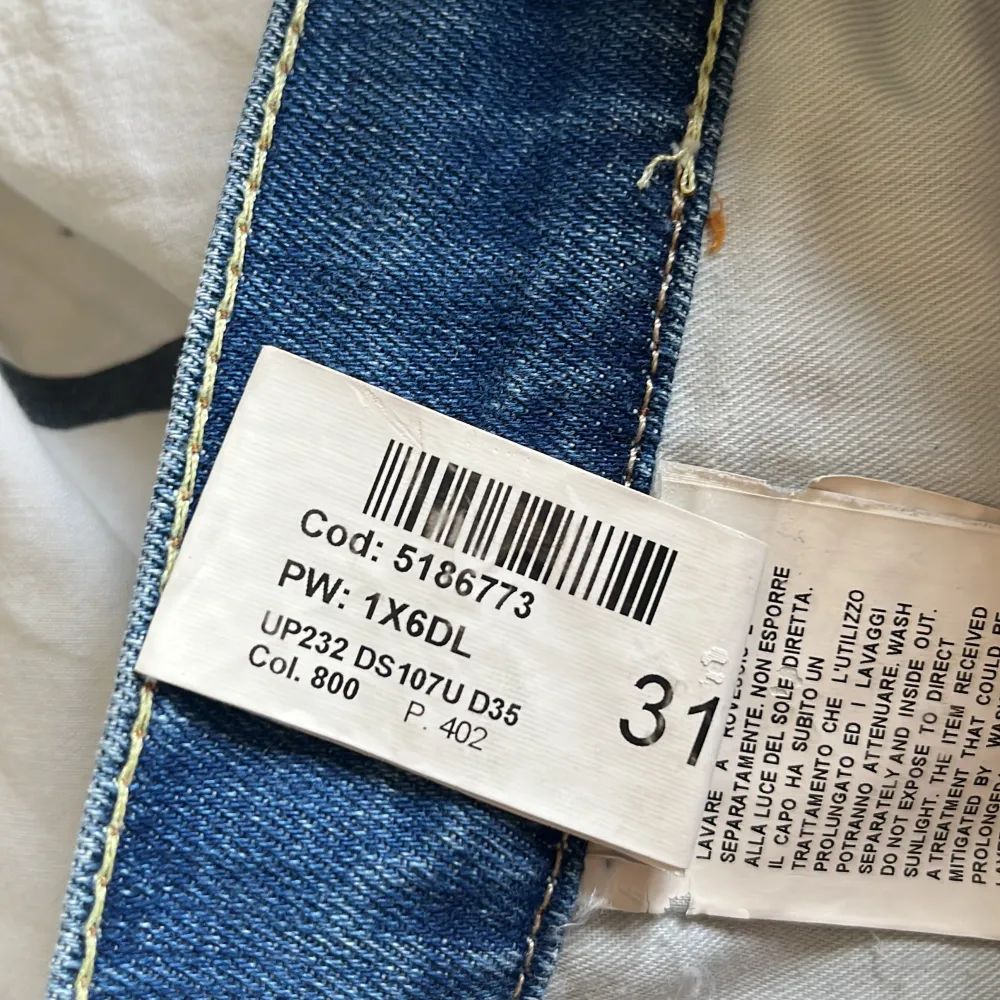 Cod: 5186773
PW: 1X6DL
UP232 DS107U D35
Col. 800
P. 402
31
LAVARE A
SEPARATAMENTE. NON ESPORRE
ALLA LUCE DEL SOLE DIRETTA.
IL CAPO HA SUBITO UN
TRATTAMENTO CHE L'UTILIZZO
PROLUNGATO ED I LAVAGGI
POTRANNO ATTENUARE. WASH
SEPARATELY AND INSIDE OUT.
DO NOT EXPOSE TO DIRECT
SUNLIGHT. THE ITEM RECEIVED
A TREATMENT THAT COULD BE
MITIGATED BY
PROLONGED